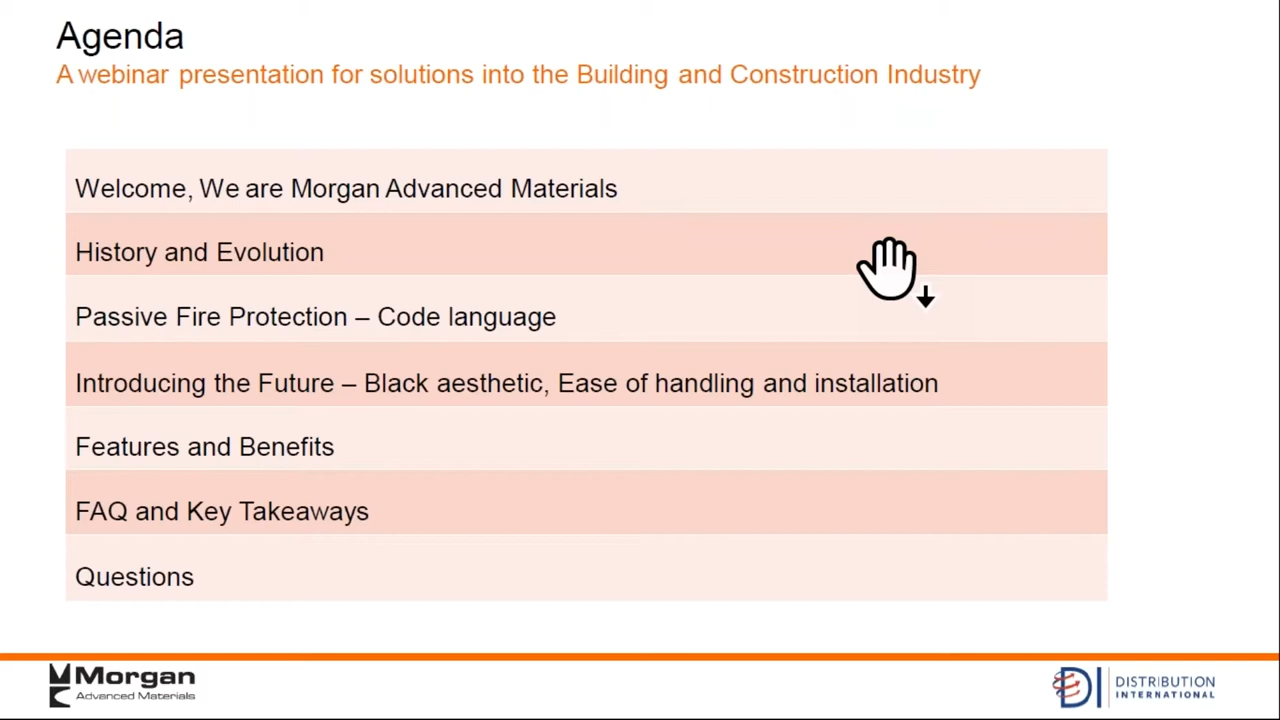 Agenda
A webinar presentation for solutions into the Building and Construction Industry
Welcome, We are Morgan Advanced Materials
History and Evolution
Passive Fire Protection – Code language
Introducing the Future – Black aesthetic, Ease of handling and installation
Features and Benefits
FAQ and Key Takeaways
Questions
Morgan
Advanced Materials
DI
DISTRIBUTION
INTERNATIONAL